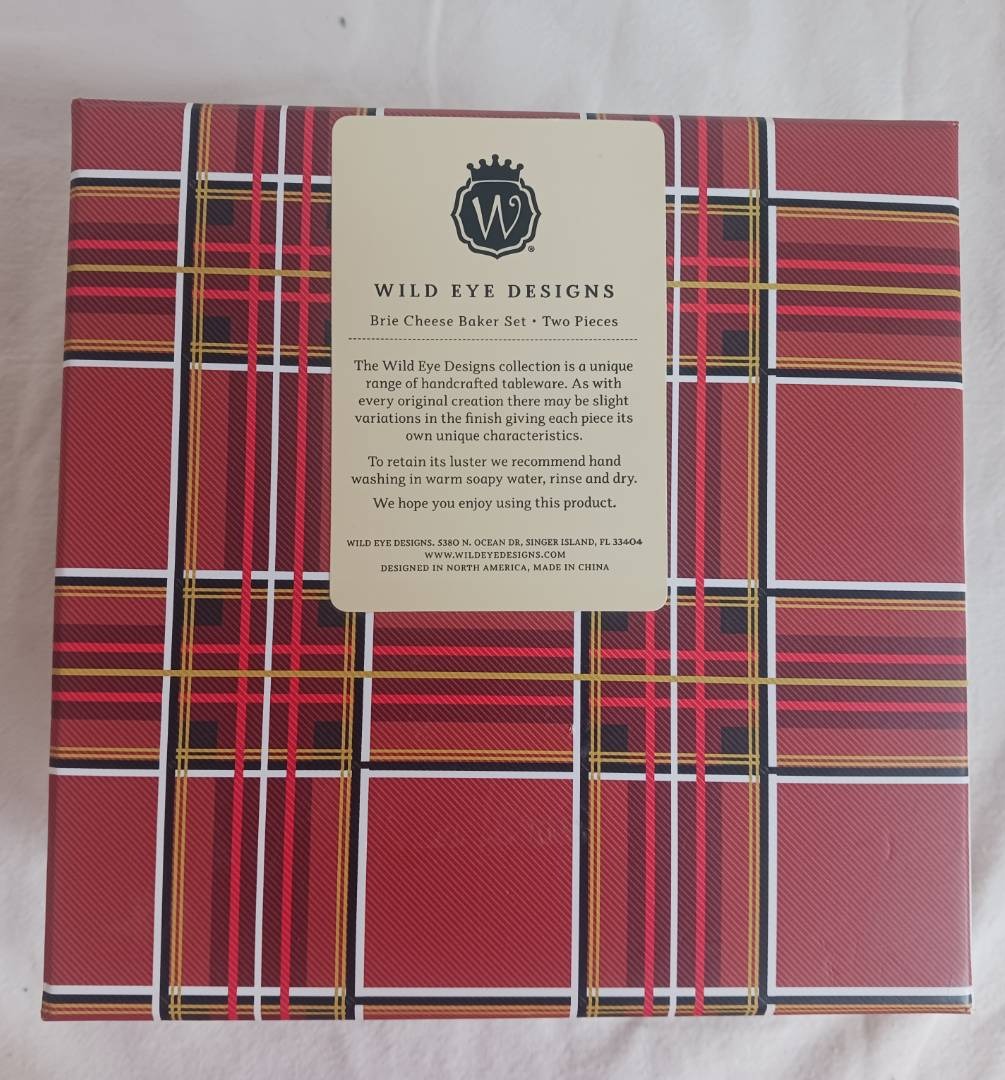 W
®
WILD EYE DESIGNS
Brie Cheese Baker Set • Two Pieces
The Wild Eye Designs collection is a unique
range of handcrafted tableware. As with
every original creation there may be slight
variations in the finish giving each piece its
own unique characteristics.
To retain its luster we recommend hand
washing in warm soapy water, rinse and dry.
We hope you enjoy using this product.
WILD EYE DESIGNS. 5380 N. OCEAN DR, SINGER ISLAND, FL 33404
WWW.WILDEYEDESIGNS.COM
DESIGNED IN NORTH AMERICA, MADE IN CHINA